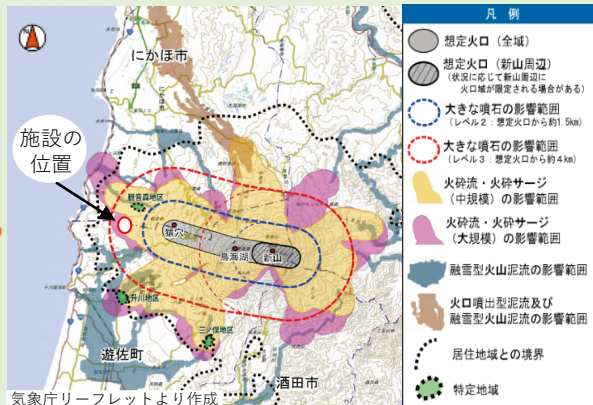 N
にかほ市
施設の
位置
観音森地区
猿穴
鳥海湖
新山
升川地区
三ノ俣地区
遊佐町
酒田市
気象庁リーフレットより作成
凡 例
想定火口（全域）
想定火口（新山周辺）
（状況に応じて新山周辺に
火口域が限定される場合がある）
大きな噴石の影響範囲
（レベル２：想定火口から約1.5km）
大きな噴石の影響範囲
（レベル３：想定火口から約４km）
火砕流・火砕サージ
（中規模）の影響範囲
火砕流・火砕サージ
（大規模）の影響範囲
融雪型火山泥流の影響範囲
火口噴出型泥流及び
融雪型火山泥流の影響範囲
居住地域との境界
特定地域